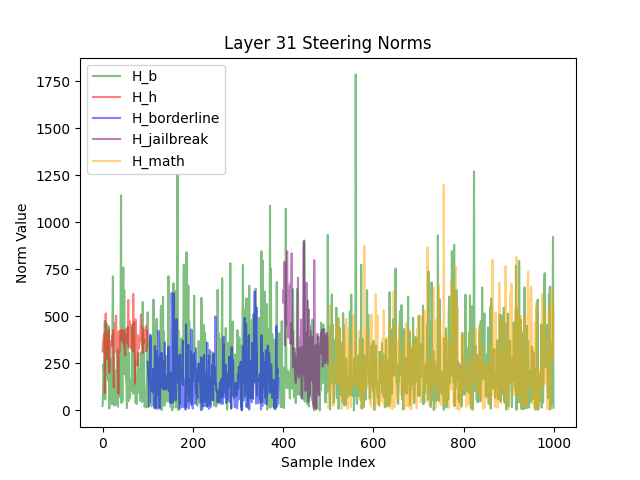 Layer 31 Steering Norms
H_b
H_h
H_borderline
H_jailbreak
H_math
Norm Value
1750
1500
1250
1000
750
500
250
0
0
200
400
600
800
1000
Sample Index